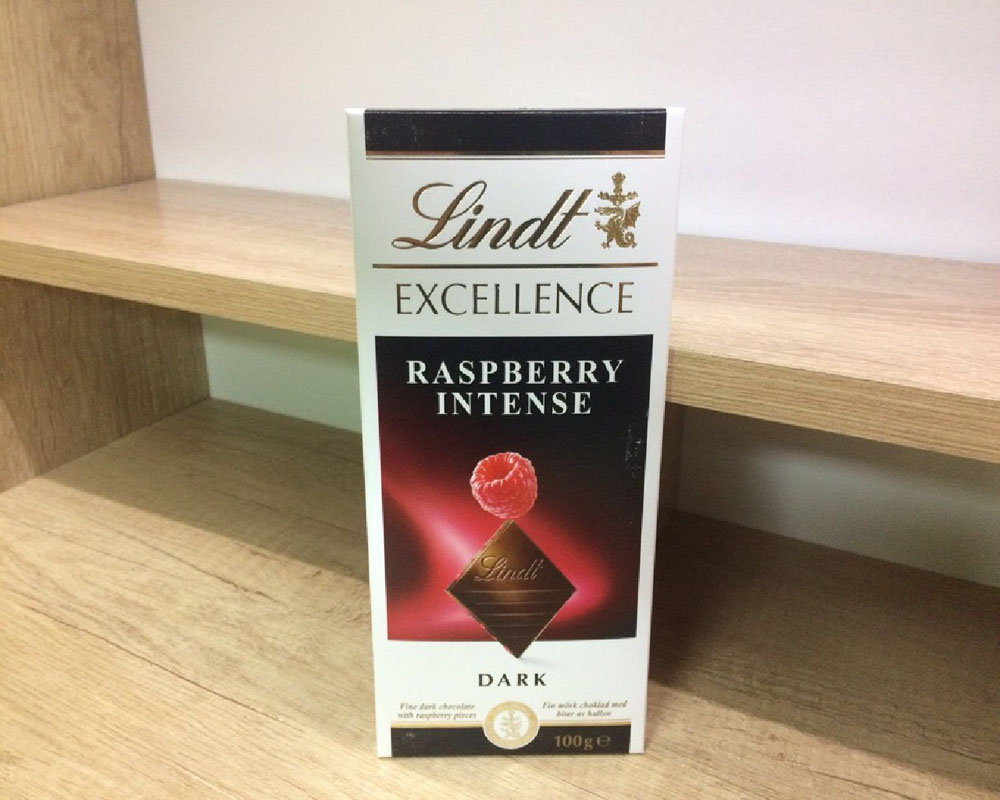 Lindt
EXCELLENCE
RASPBERRY
INTENSE
Lindt
DARK
Fine dark chocolate
with raspberry pieces
Fin mörk choklad med
bitar av hallon
100g ℮